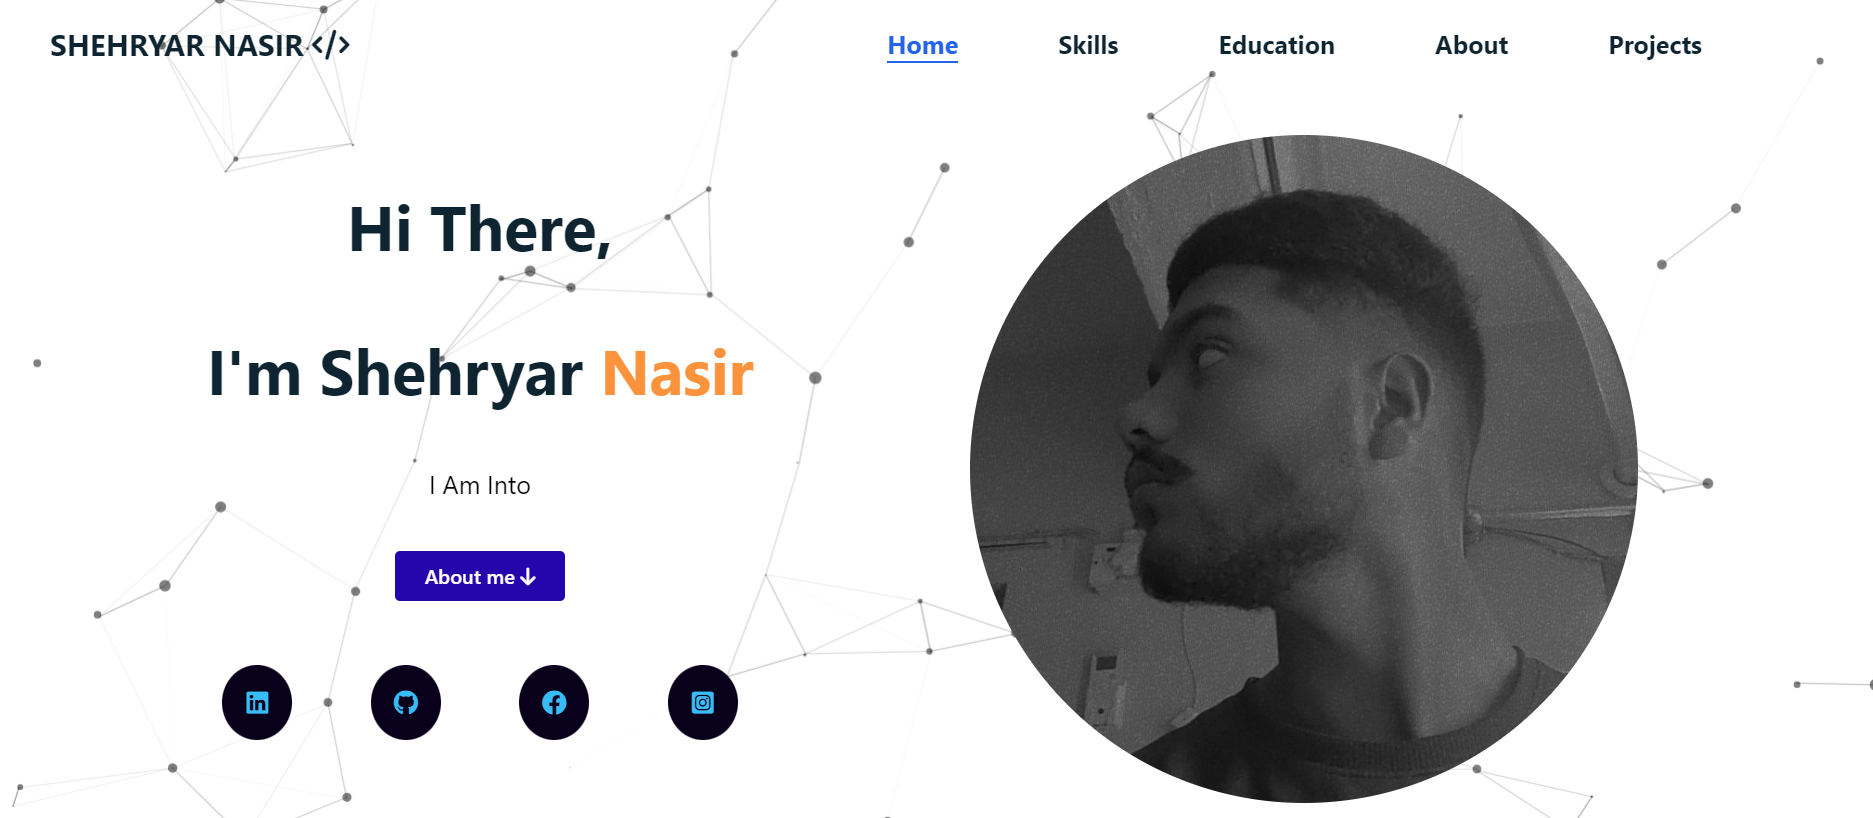 SHEHRYAR NASIR </>
Home Skills Education About Projects
Hi There,
I'm Shehryar Nasir
I Am Into
About me ↓